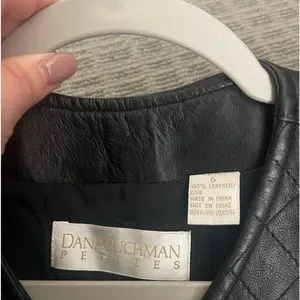 DANA BUCHMAN
PETITES
6
100% LEATHER/
CUIR
MADE IN CHINA
FAIT EN CHINE